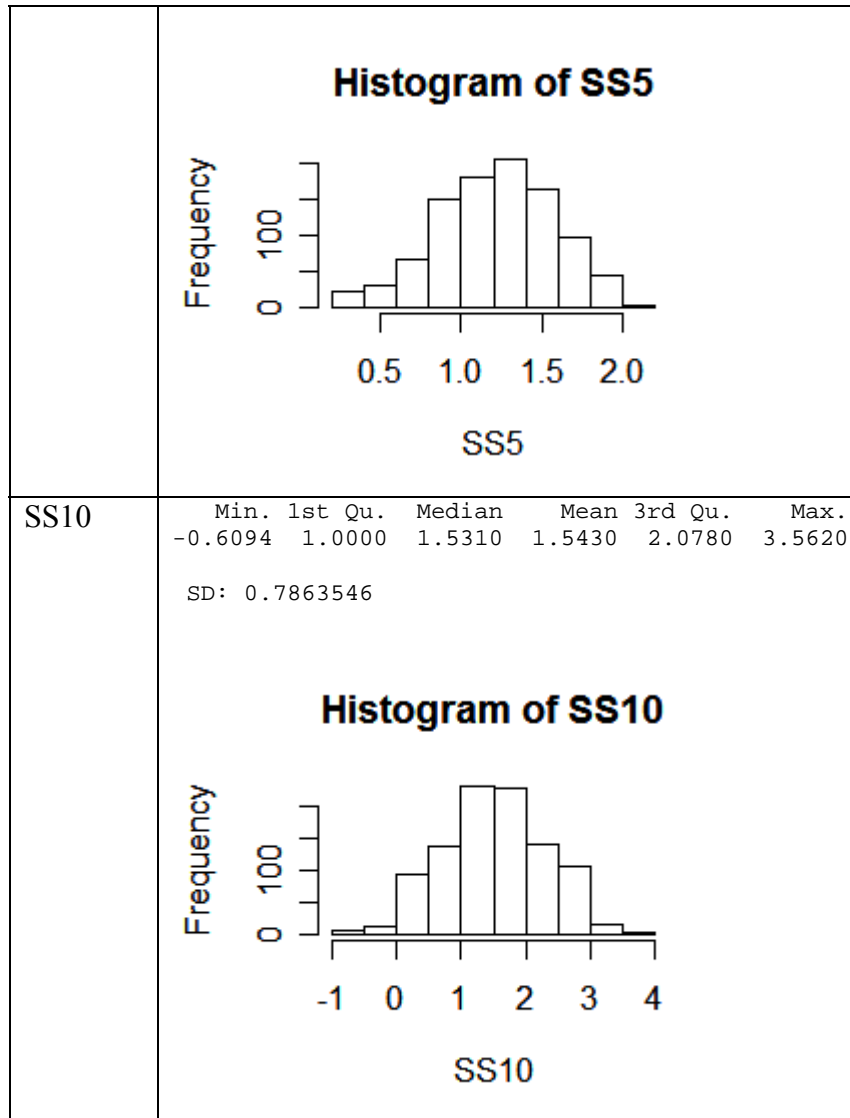 Histogram of SS5
Frequency
0 100
0.5 1.0 1.5 2.0
SS5
SS10
Min. 1st Qu. Median Mean 3rd Qu. Max.
-0.6094 1.0000 1.5310 1.5430 2.0780 3.5620
SD: 0.7863546
Histogram of SS10
Frequency
0 100
-1 0 1 2 3 4
SS10